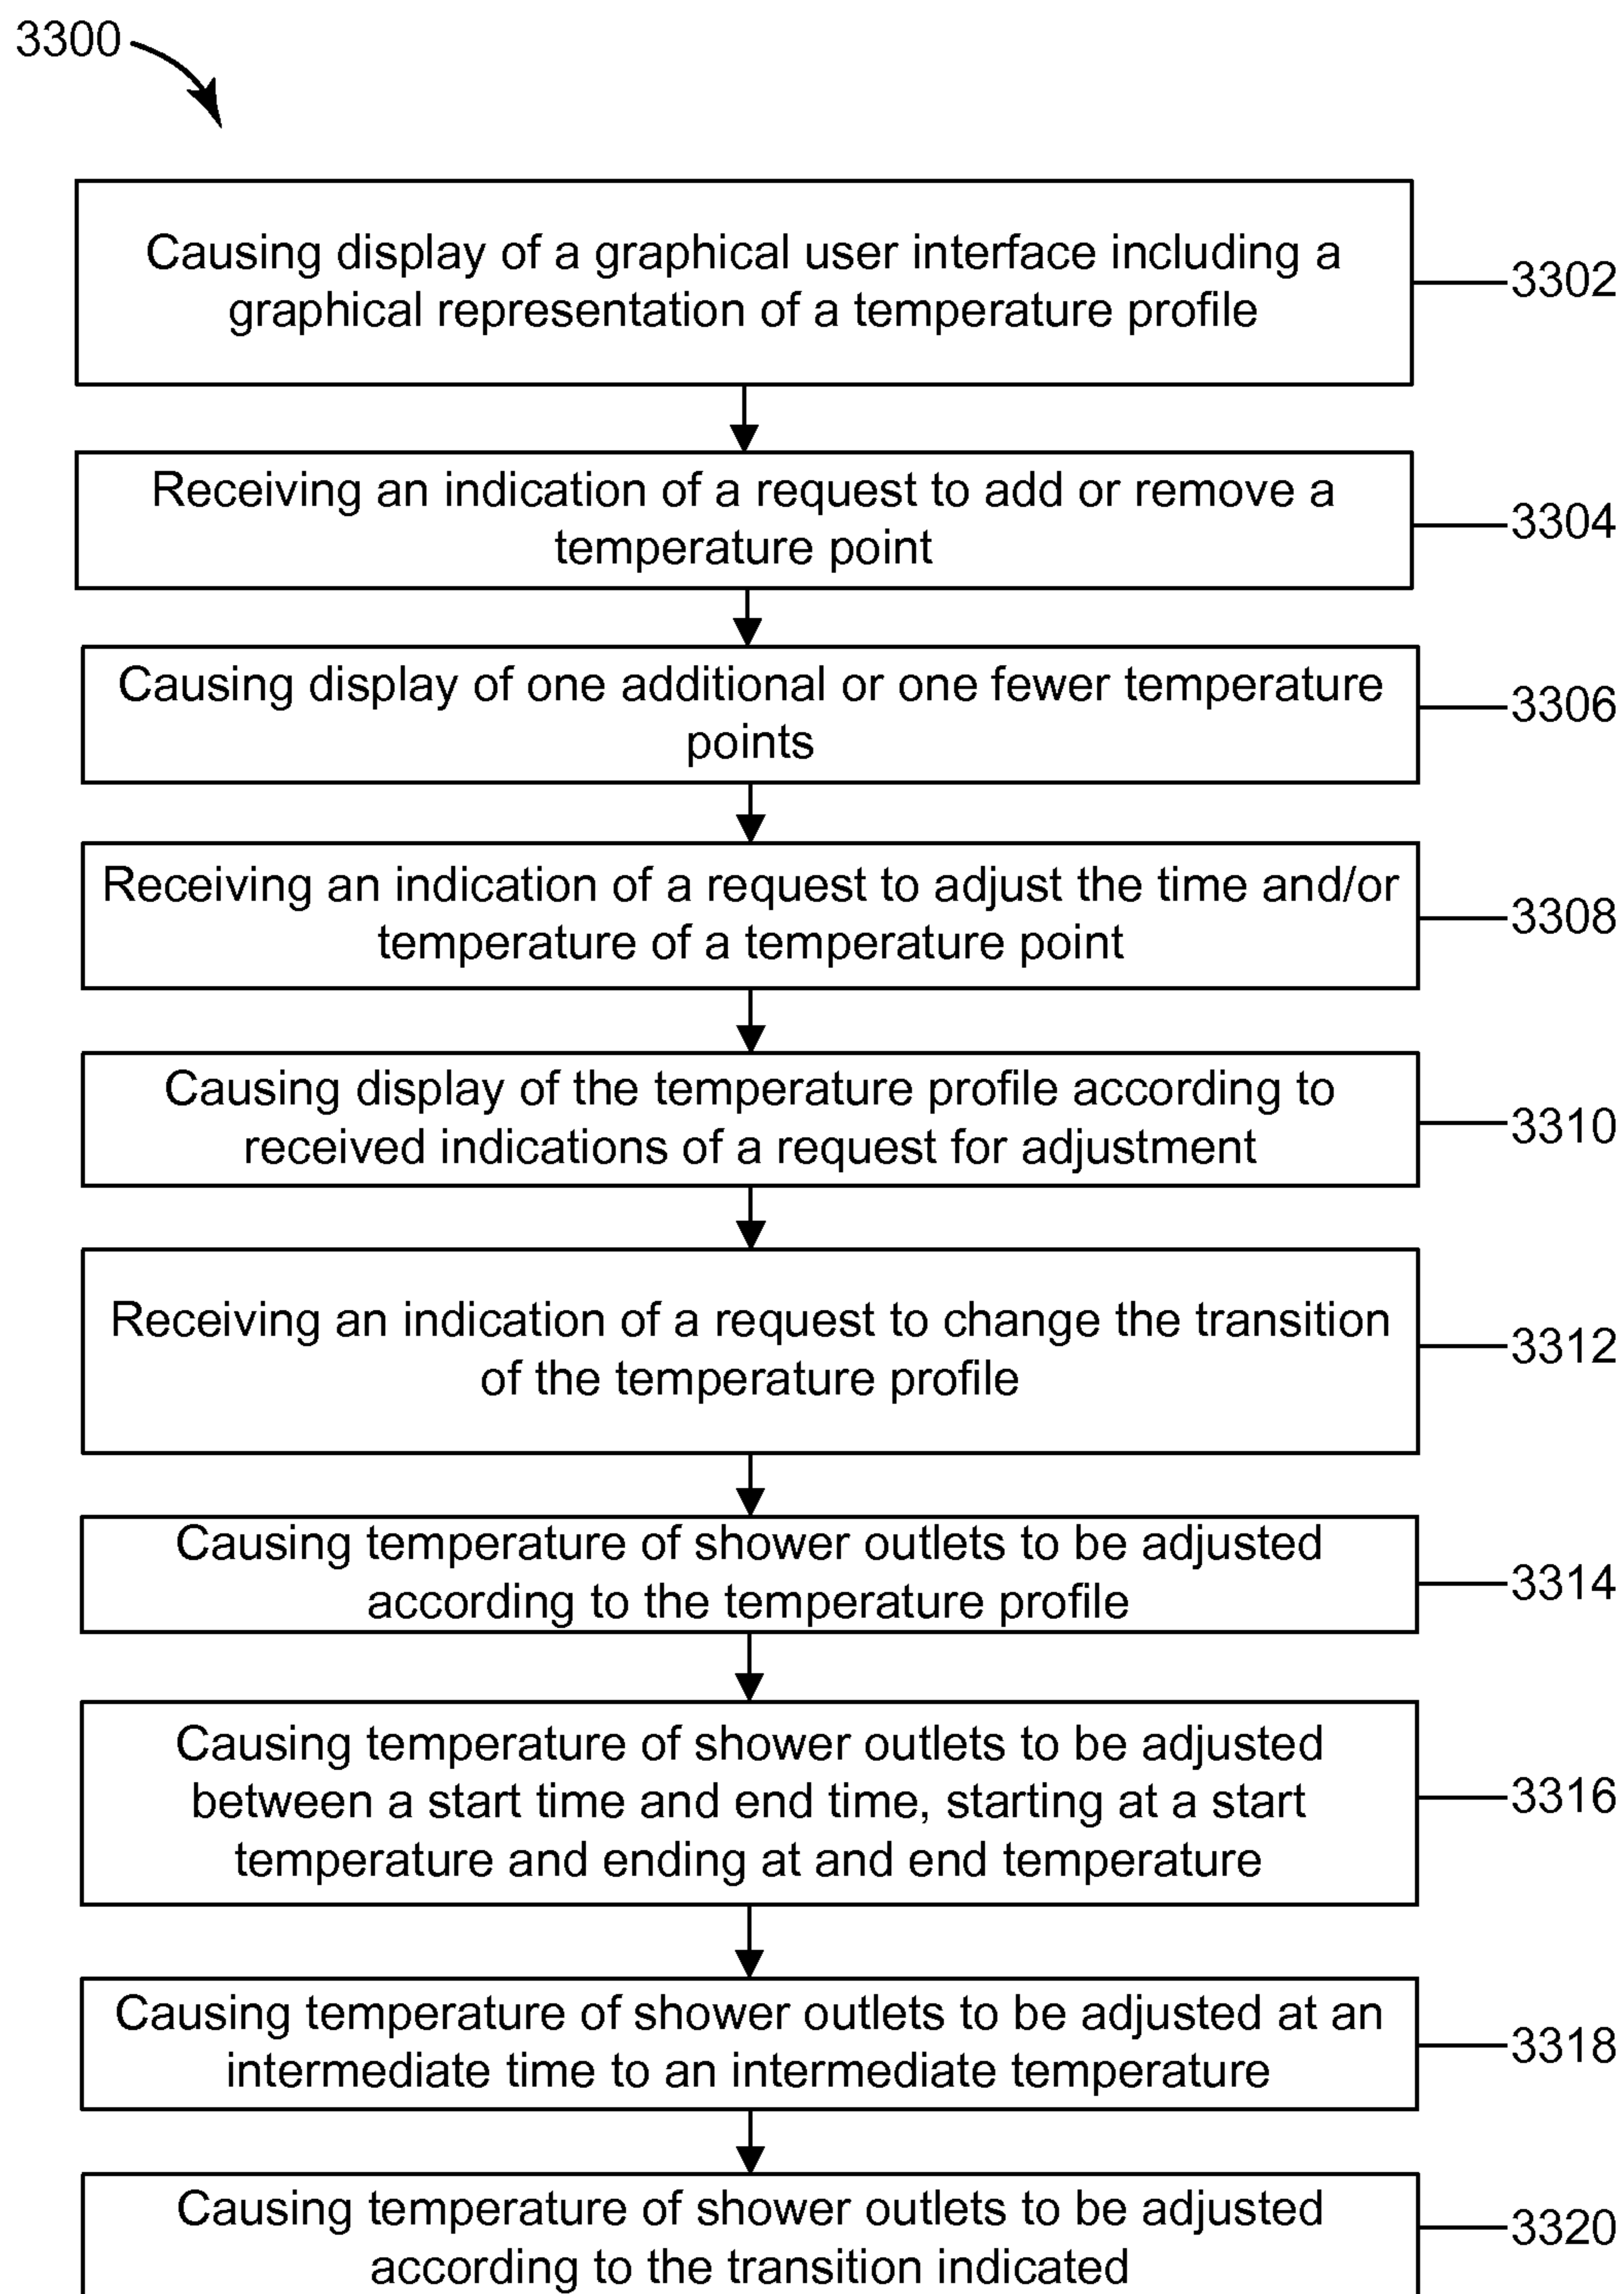 3300
Causing display of a graphical user interface including a
graphical representation of a temperature profile
3302
Receiving an indication of a request to add or remove a
temperature point
3304
Causing display of one additional or one fewer temperature
points
3306
Receiving an indication of a request to adjust the time and/or
temperature of a temperature point
3308
Causing display of the temperature profile according to
received indications of a request for adjustment
3310
Receiving an indication of a request to change the transition
of the temperature profile
3312
Causing temperature of shower outlets to be adjusted
according to the temperature profile
3314
Causing temperature of shower outlets to be adjusted
between a start time and end time, starting at a start
temperature and ending at and end temperature
3316
Causing temperature of shower outlets to be adjusted at an
intermediate time to an intermediate temperature
3318
Causing temperature of shower outlets to be adjusted
according to the transition indicated
3320